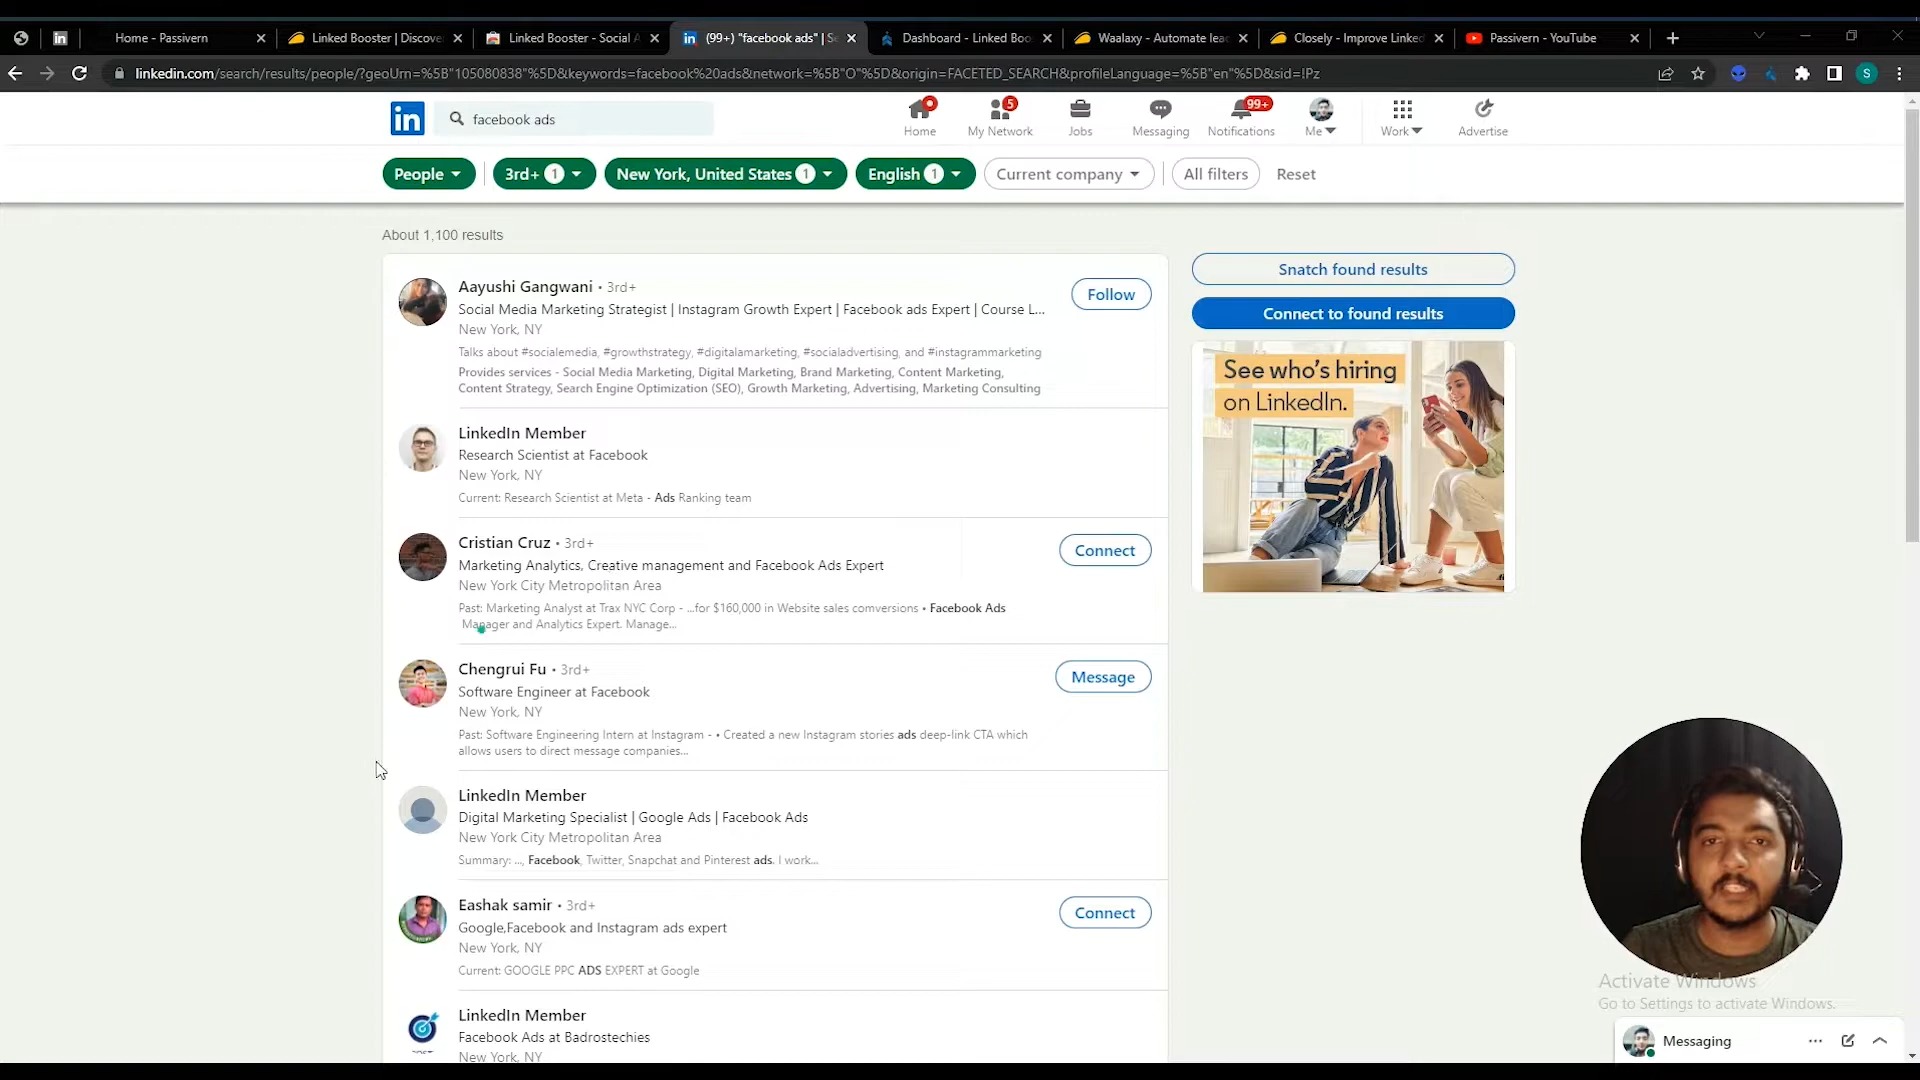 Home - Passivern
Linked Booster | Discove
Linked Booster - Social A
(99+) "facebook ads" | Se
Dashboard - Linked Boo
Waalaxy - Automate lea
Closely - Improve Linked
Passivern - YouTube
linkedin.com/search/results/people/?geoUrn=%5B"105080838"%5D&keywords=facebook%20ads&network=%5B"O"%5D&origin=FACETED_SEARCH&profileLanguage=%5B"en"%5D&sid=!Pz
S
in
facebook ads
Home
5
My Network
Jobs
Messaging
99+
Notifications
Me
Work
Advertise
People
3rd+ 1
New York, United States 1
English 1
Current company
All filters
Reset
About 1,100 results
Aayushi Gangwani • 3rd+
Social Media Marketing Strategist | Instagram Growth Expert | Facebook ads Expert | Course L...
New York, NY
Talks about #socialemedia, #growthstrategy, #digitalamarketing, #socialadvertising, and #instagrammarketing
Provides services - Social Media Marketing, Digital Marketing, Brand Marketing, Content Marketing,
Content Strategy, Search Engine Optimization (SEO), Growth Marketing, Advertising, Marketing Consulting
Follow
LinkedIn Member
Research Scientist at Facebook
New York, NY
Current: Research Scientist at Meta - Ads Ranking team
Cristian Cruz • 3rd+
Marketing Analytics, Creative management and Facebook Ads Expert
New York City Metropolitan Area
Past: Marketing Analyst at Trax NYC Corp - ...for $160,000 in Website sales comversions • Facebook Ads
Manager and Analytics Expert. Manage...
Connect
Chengrui Fu • 3rd+
Software Engineer at Facebook
New York, NY
Past: Software Engineering Intern at Instagram - • Created a new Instagram stories ads deep-link CTA which
allows users to direct message companies...
Message
LinkedIn Member
Digital Marketing Specialist | Google Ads | Facebook Ads
New York City Metropolitan Area
Summary: ..., Facebook, Twitter, Snapchat and Pinterest ads. I work...
Eashak samir • 3rd+
Google,Facebook and Instagram ads expert
New York, NY
Current: GOOGLE PPC ADS EXPERT at Google
Connect
LinkedIn Member
Facebook Ads at Badrostechies
New York, NY
Snatch found results
Connect to found results
See who's hiring
on LinkedIn.
Activate Windows
Go to Settings to activate Windows.
Messaging